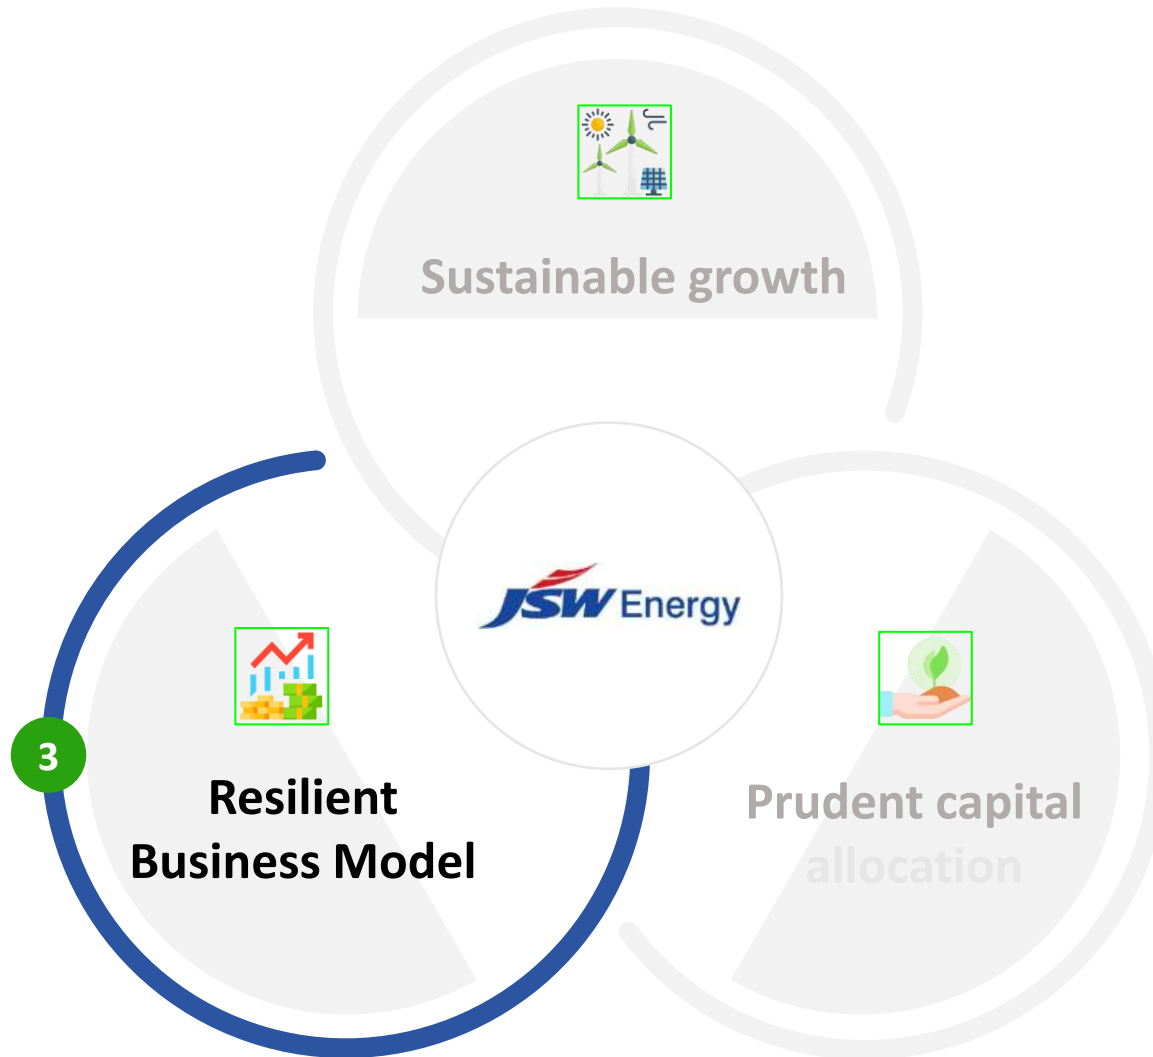 Sustainable growth
JSW Energy
3
Resilient
Business Model
Prudent capital
allocation